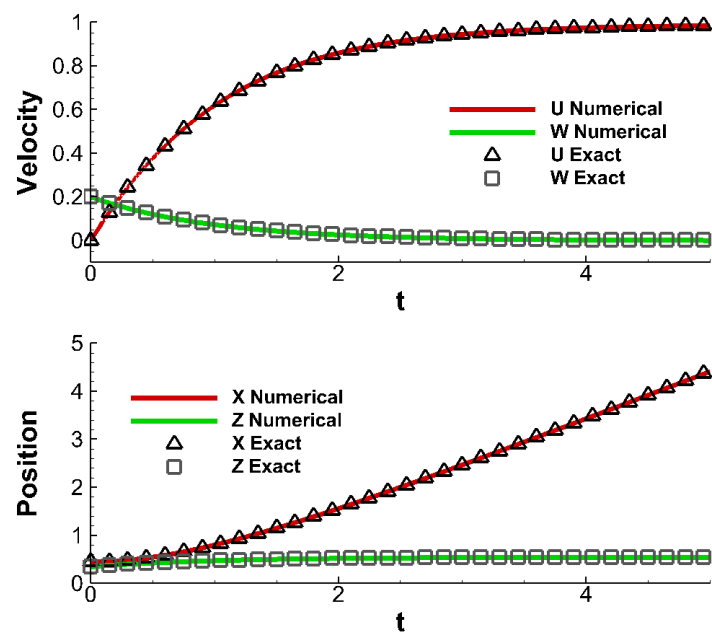 1
0.8
0.6
0.4
0.2
0
Velocity
U Numerical
W Numerical
U Exact
W Exact
0
2
4
t
5
4
3
2
1
0
Position
X Numerical
Z Numerical
X Exact
Z Exact
0
2
4
t